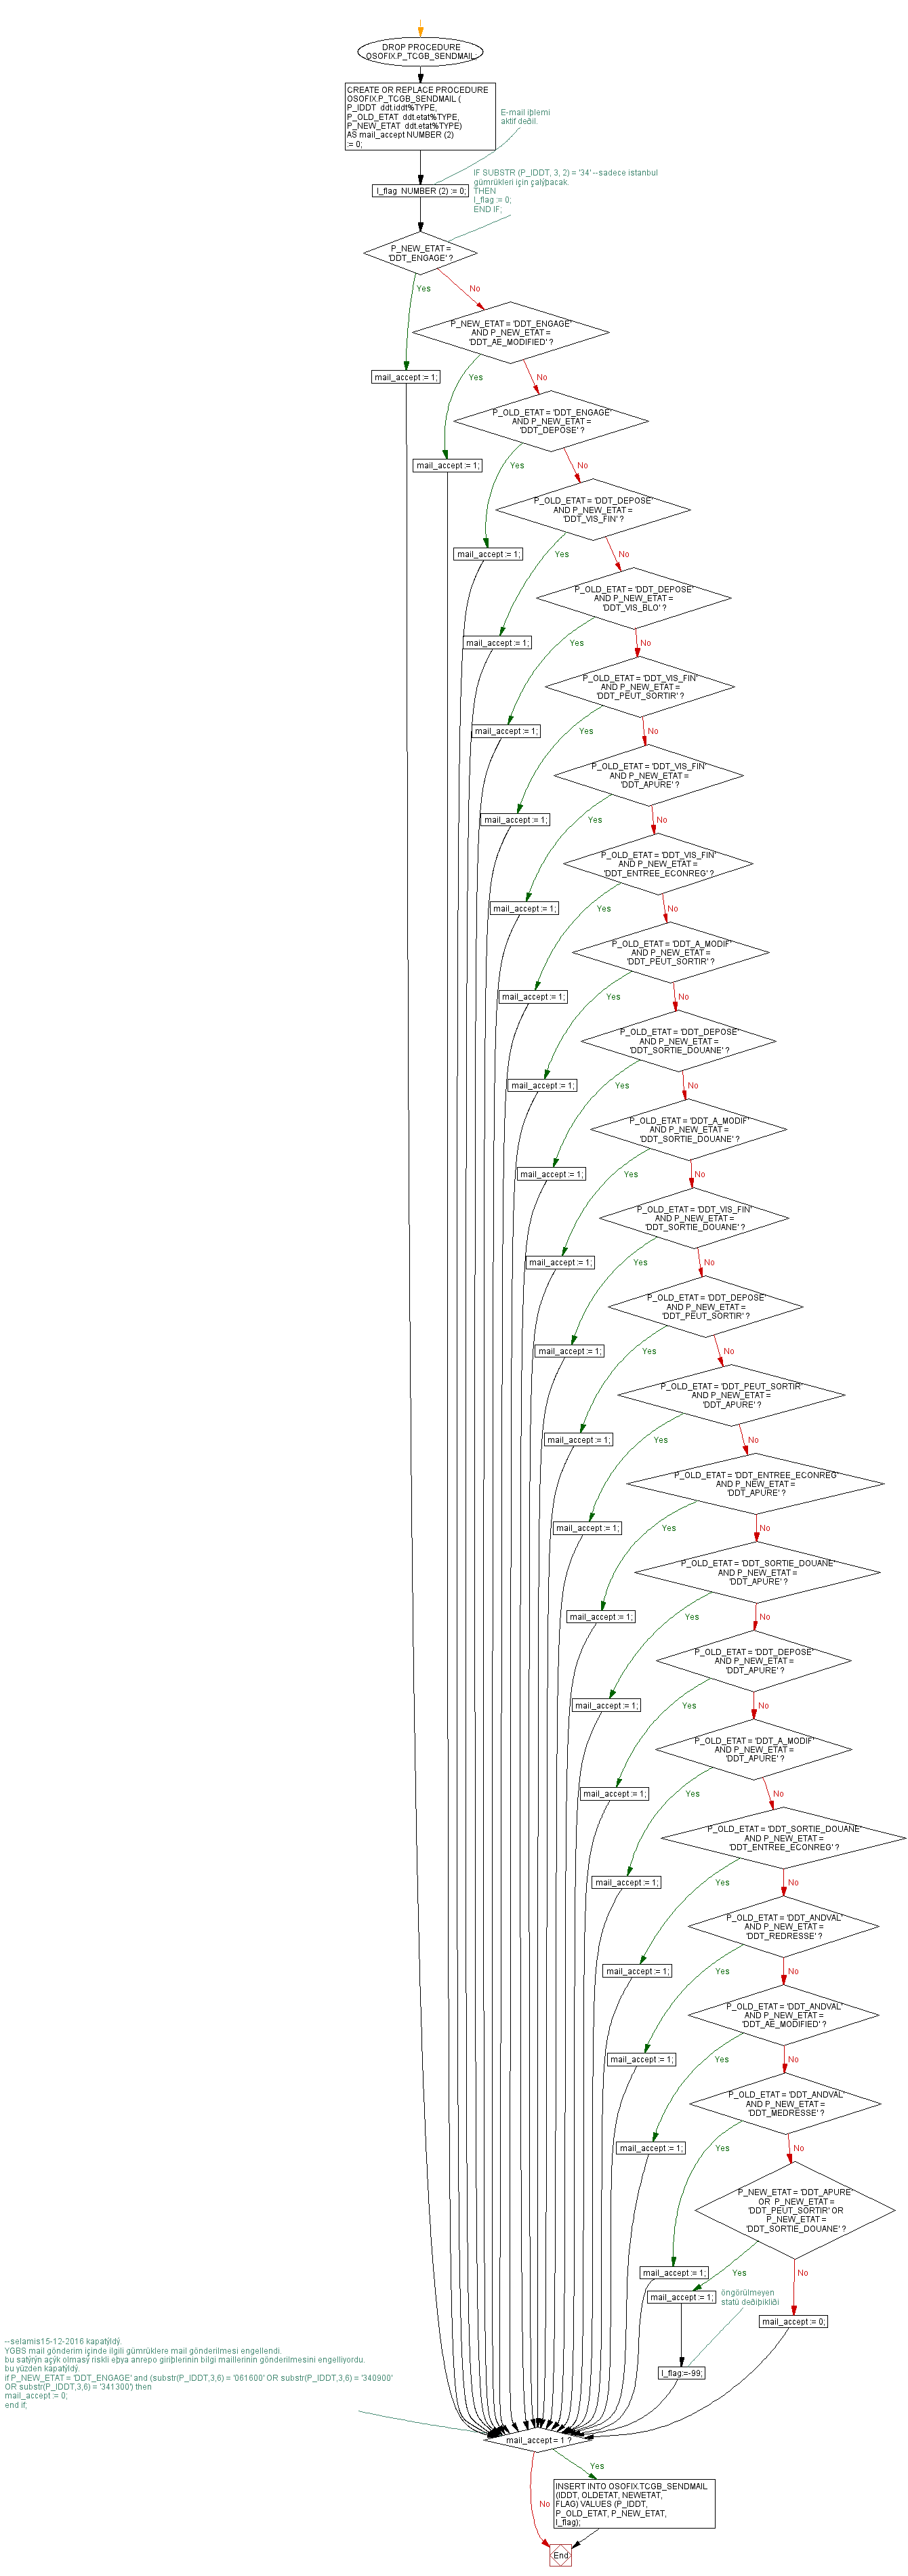 DROP PROCEDURE
OSOFIX.P_TCGB_SENDMAIL;
CREATE OR REPLACE PROCEDURE
OSOFIX.P_TCGB_SENDMAIL (
P_IDDT  ddt.iddt%TYPE,
P_OLD_ETAT  ddt.etat%TYPE,
P_NEW_ETAT  ddt.etat%TYPE)
AS mail_accept NUMBER (2)
:= 0;
E-mail iþlemi
aktif deðil.
l_flag  NUMBER (2) := 0;
IF SUBSTR (P_IDDT, 3, 2) = '34' --sadece istanbul
gümrükleri için çalýþacak.
THEN
l_flag := 0;
END IF;
P_NEW_ETAT =
'DDT_ENGAGE' ?
Yes
No
P_NEW_ETAT = 'DDT_ENGAGE'
AND P_NEW_ETAT =
'DDT_AE_MODIFIED' ?
mail_accept := 1;
Yes
No
P_OLD_ETAT = 'DDT_ENGAGE'
AND P_NEW_ETAT =
'DDT_DEPOSE' ?
mail_accept := 1;
Yes
No
P_OLD_ETAT = 'DDT_DEPOSE'
AND P_NEW_ETAT =
'DDT_VIS_FIN' ?
mail_accept := 1;
Yes
No
P_OLD_ETAT = 'DDT_DEPOSE'
AND P_NEW_ETAT =
'DDT_VIS_BLO' ?
mail_accept := 1;
Yes
No
P_OLD_ETAT = 'DDT_VIS_FIN'
AND P_NEW_ETAT =
'DDT_PEUT_SORTIR' ?
mail_accept := 1;
Yes
No
P_OLD_ETAT = 'DDT_VIS_FIN'
AND P_NEW_ETAT =
'DDT_APURE' ?
mail_accept := 1;
Yes
No
P_OLD_ETAT = 'DDT_VIS_FIN'
AND P_NEW_ETAT =
'DDT_ENTREE_ECONREG' ?
mail_accept := 1;
Yes
No
P_OLD_ETAT = 'DDT_A_MODIF'
AND P_NEW_ETAT =
'DDT_PEUT_SORTIR' ?
mail_accept := 1;
Yes
No
P_OLD_ETAT = 'DDT_DEPOSE'
AND P_NEW_ETAT =
'DDT_SORTIE_DOUANE' ?
mail_accept := 1;
Yes
No
P_OLD_ETAT = 'DDT_A_MODIF'
AND P_NEW_ETAT =
'DDT_SORTIE_DOUANE' ?
mail_accept := 1;
Yes
No
P_OLD_ETAT = 'DDT_VIS_FIN'
AND P_NEW_ETAT =
'DDT_SORTIE_DOUANE' ?
mail_accept := 1;
Yes
No
P_OLD_ETAT = 'DDT_DEPOSE'
AND P_NEW_ETAT =
'DDT_PEUT_SORTIR' ?
mail_accept := 1;
Yes
No
P_OLD_ETAT = 'DDT_PEUT_SORTIR'
AND P_NEW_ETAT =
'DDT_APURE' ?
mail_accept := 1;
Yes
No
P_OLD_ETAT = 'DDT_ENTREE_ECONREG'
AND P_NEW_ETAT =
'DDT_APURE' ?
mail_accept := 1;
Yes
No
P_OLD_ETAT = 'DDT_SORTIE_DOUANE'
AND P_NEW_ETAT =
'DDT_APURE' ?
mail_accept := 1;
Yes
No
P_OLD_ETAT = 'DDT_DEPOSE'
AND P_NEW_ETAT =
'DDT_APURE' ?
mail_accept := 1;
Yes
No
P_OLD_ETAT = 'DDT_A_MODIF'
AND P_NEW_ETAT =
'DDT_APURE' ?
mail_accept := 1;
Yes
No
P_OLD_ETAT = 'DDT_SORTIE_DOUANE'
AND P_NEW_ETAT =
'DDT_ENTREE_ECONREG' ?
mail_accept := 1;
Yes
No
P_OLD_ETAT = 'DDT_ANDVAL'
AND P_NEW_ETAT =
'DDT_REDRESSE' ?
mail_accept := 1;
Yes
No
P_OLD_ETAT = 'DDT_ANDVAL'
AND P_NEW_ETAT =
'DDT_AE_MODIFIED' ?
mail_accept := 1;
Yes
No
P_OLD_ETAT = 'DDT_ANDVAL'
AND P_NEW_ETAT =
'DDT_MEDRESSE' ?
mail_accept := 1;
Yes
No
P_NEW_ETAT = 'DDT_APURE'
OR  P_NEW_ETAT =
'DDT_PEUT_SORTIR' OR
P_NEW_ETAT =
'DDT_SORTIE_DOUANE' ?
mail_accept := 1;
Yes
No
mail_accept := 1;
öngörülmeyen
statü deðiþikliði
mail_accept := 0;
l_flag:=-99;
--selamis15-12-2016 kapatýldý.
YGBS mail gönderim içinde ilgili gümrüklere mail gönderilmesi engellendi.
bu satýrýn açýk olmasý riskli eþya anrepo giriþlerinin bilgi maillerinin gönderilmesini engelliyordu.
bu yüzden kapatýldý.
if P_NEW_ETAT = 'DDT_ENGAGE' and (substr(P_IDDT,3,6) = '061600' OR substr(P_IDDT,3,6) = '340900'
OR substr(P_IDDT,3,6) = '341300') then
mail_accept := 0;
end if;
mail_accept = 1 ?
Yes
No
INSERT INTO OSOFIX.TCGB_SENDMAIL
(IDDT, OLDETAT, NEWETAT,
FLAG) VALUES (P_IDDT,
P_OLD_ETAT, P_NEW_ETAT,
l_flag);
End